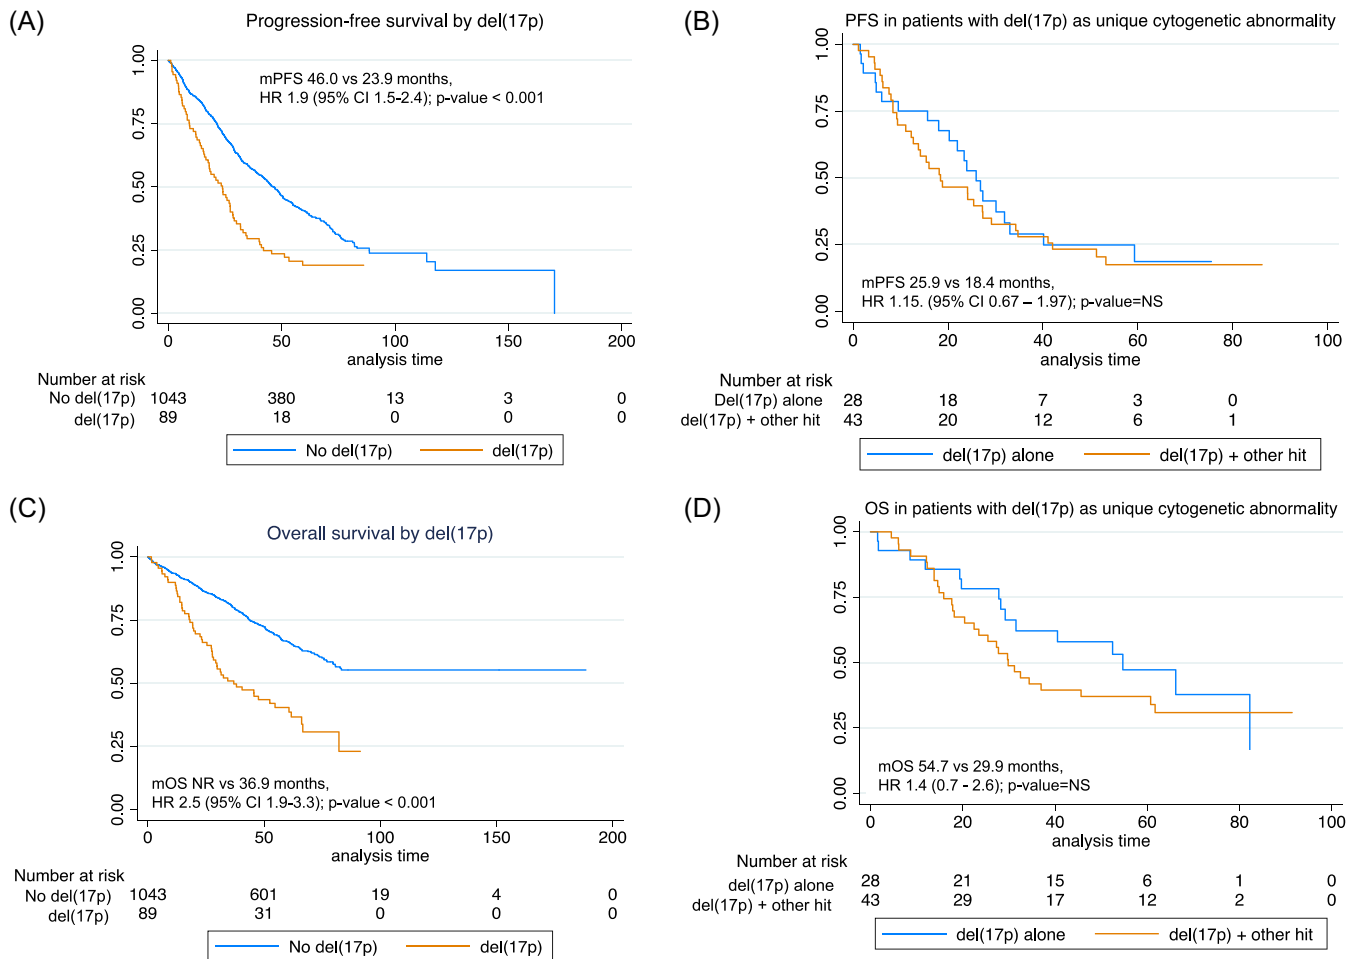 (A)
Progression-free survival by del(17p)
mPFS 46.0 vs 23.9 months,
HR 1.9 (95% CI 1.5-2.4); p-value < 0.001
1.00
0.75
0.50
0.25
0.00
0 50 100 150 200
analysis time
Number at risk
No del(17p) 1043 380 13 3 0
del(17p) 89 18 0 0 0
No del(17p) del(17p)
(B)
PFS in patients with del(17p) as unique cytogenetic abnormality
1.00
0.75
0.50
0.25
0.00
mPFS 25.9 vs 18.4 months,
HR 1.15. (95% CI 0.67 – 1.97); p-value=NS
0 20 40 60 80 100
analysis time
Number at risk
Del(17p) alone 28 18 7 3 0
del(17p) + other hit 43 20 12 6 1
del(17p) alone del(17p) + other hit
(C)
Overall survival by del(17p)
1.00
0.75
0.50
0.25
0.00
mOS NR vs 36.9 months,
HR 2.5 (95% CI 1.9-3.3); p-value < 0.001
0 50 100 150 200
analysis time
Number at risk
No del(17p) 1043 601 19 4 0
del(17p) 89 31 0 0 0
No del(17p) del(17p)
(D)
OS in patients with del(17p) as unique cytogenetic abnormality
1.00
0.75
0.50
0.25
0.00
mOS 54.7 vs 29.9 months,
HR 1.4 (0.7 - 2.6); p-value=NS
0 20 40 60 80 100
analysis time
Number at risk
del(17p) alone 28 21 15 6 1 0
del(17p) + other hit 43 29 17 12 2 0
del(17p) alone del(17p) + other hit